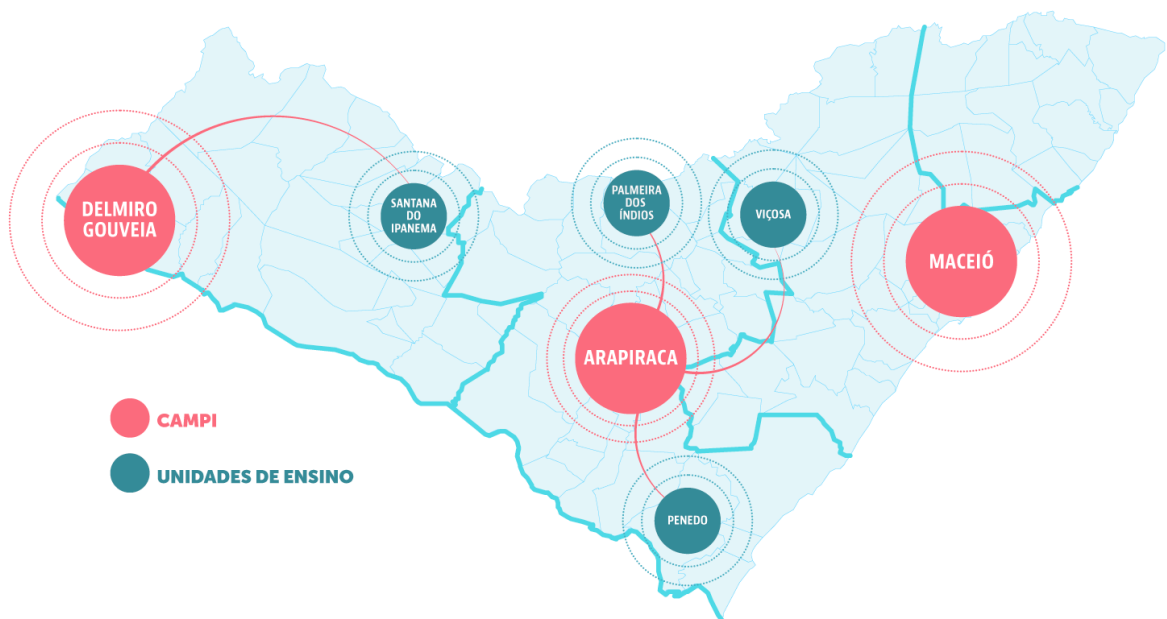 DELMIRO
GOUVEIA
SANTANA
DO
IPANEMA
PALMEIRA
DOS
ÍNDIOS
VIÇOSA
MACEIÓ
ARAPIRACA
PENEDO
CAMPI
UNIDADES DE ENSINO